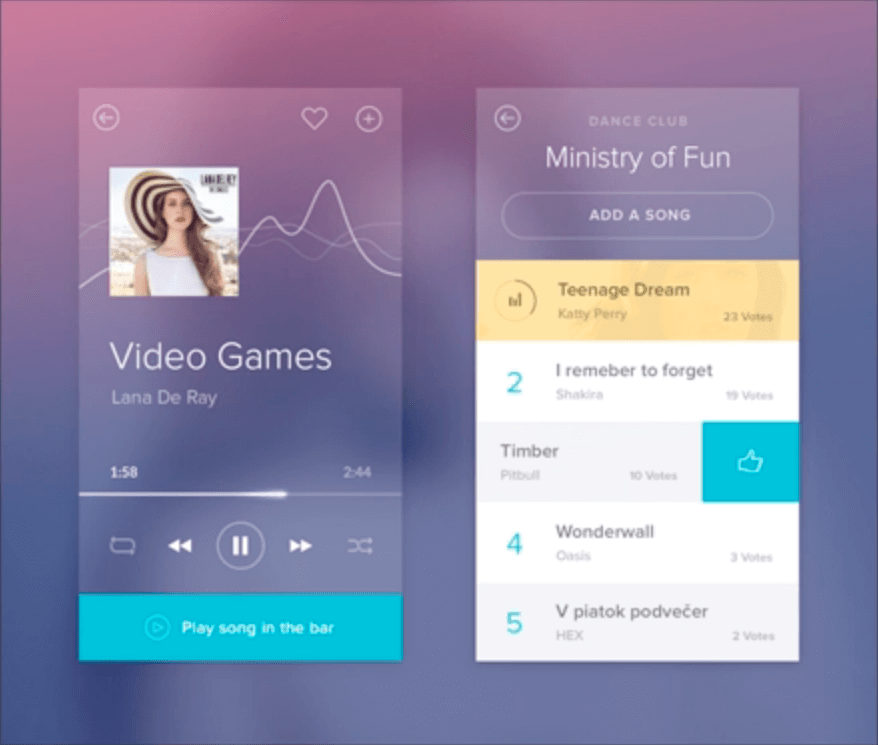 LANA DEL REY
Video Games
Lana De Ray
1:58
2:44
Play song in the bar
DANCE CLUB
Ministry of Fun
ADD A SONG
Teenage Dream
Katty Perry
23 Votes
2
I remeber to forget
Shakira
19 Votes
Timber
Pitbull
10 Votes
4
Wonderwall
Oasis
3 Votes
5
V piatok podvečer
HEX
2 Votes